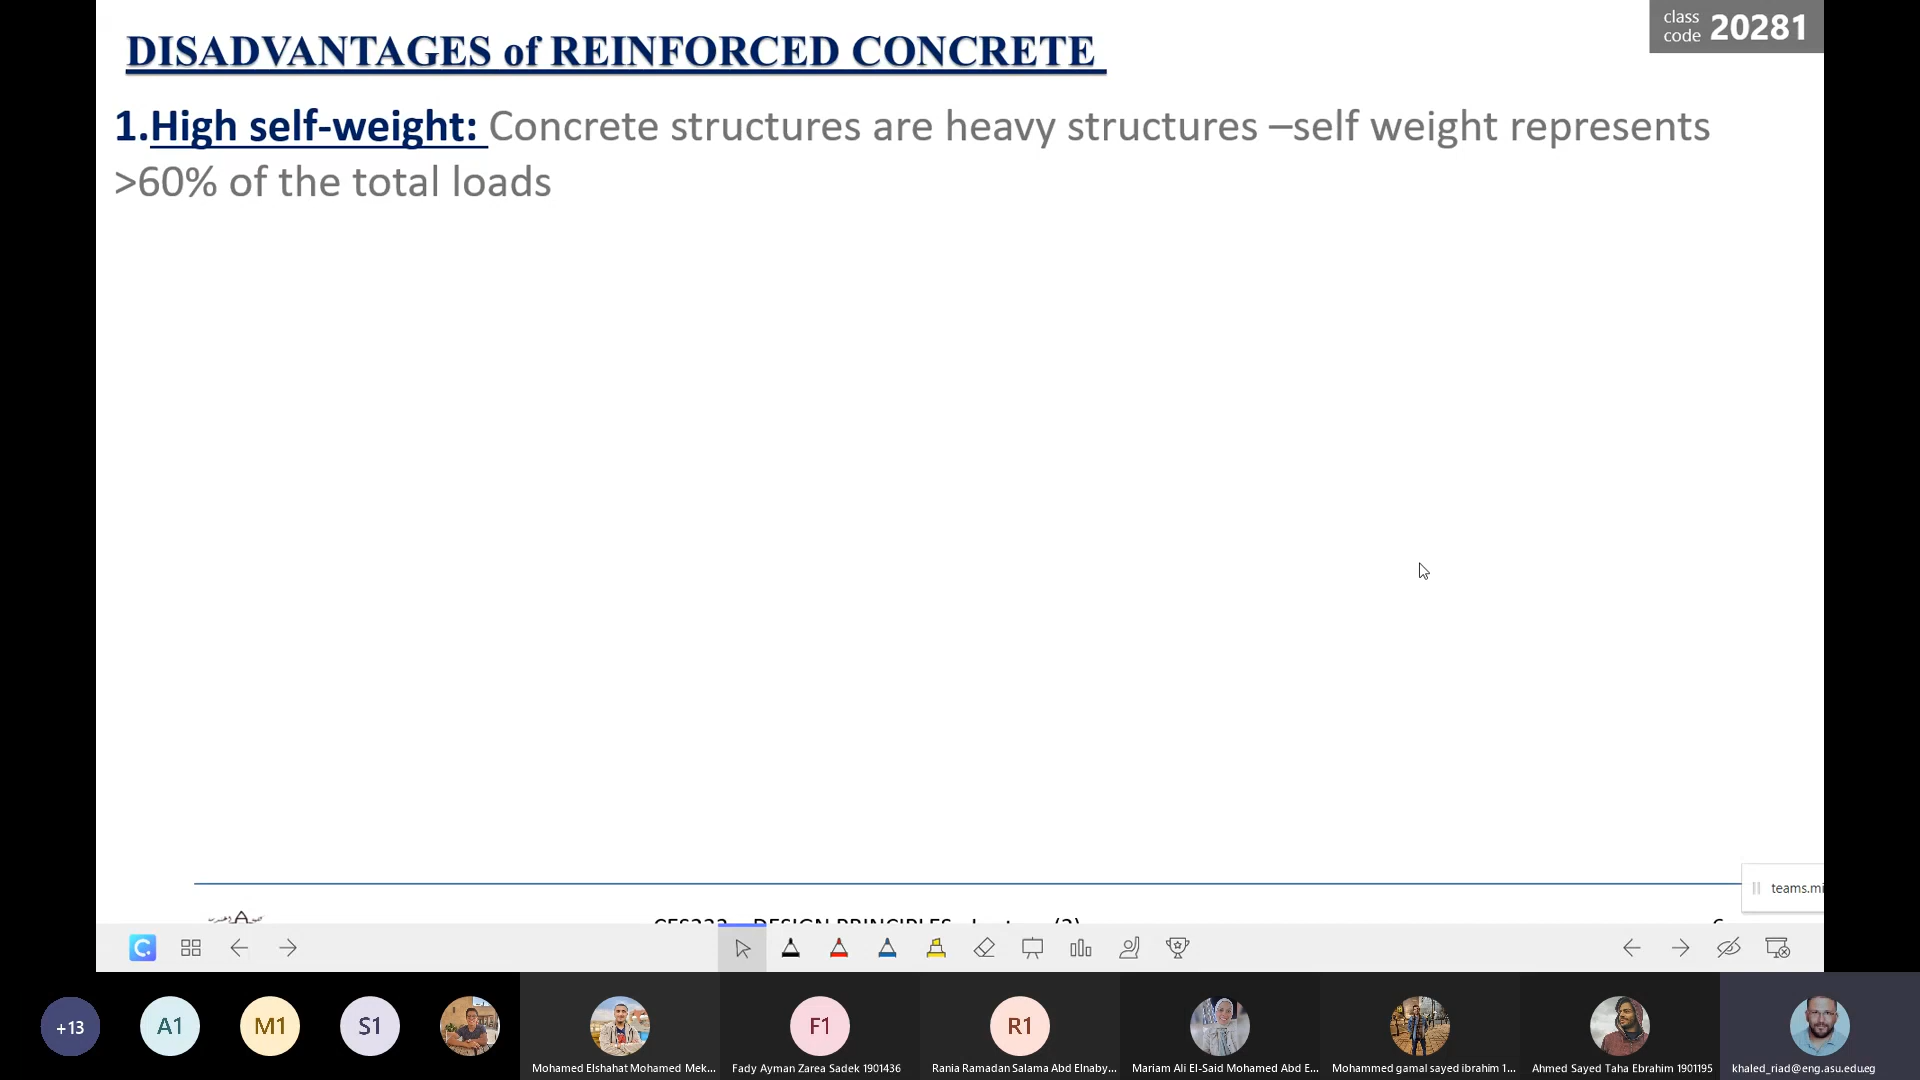 DISADVANTAGES of REINFORCED CONCRETE
class
code 20281
1.High self-weight: Concrete structures are heavy structures –self weight represents
>60% of the total loads
teams.mi
C
+13
A1
M1
S1
F1
R1
Mohamed Elshahat Mohamed Mek...
Fady Ayman Zarea Sadek 1901436
Rania Ramadan Salama Abd Elnaby...
Mariam Ali El-Said Mohamed Abd E...
Mohammed gamal sayed ibrahim 1...
Ahmed Sayed Taha Ebrahim 1901195
khaled_riad@eng.asu.edu.eg